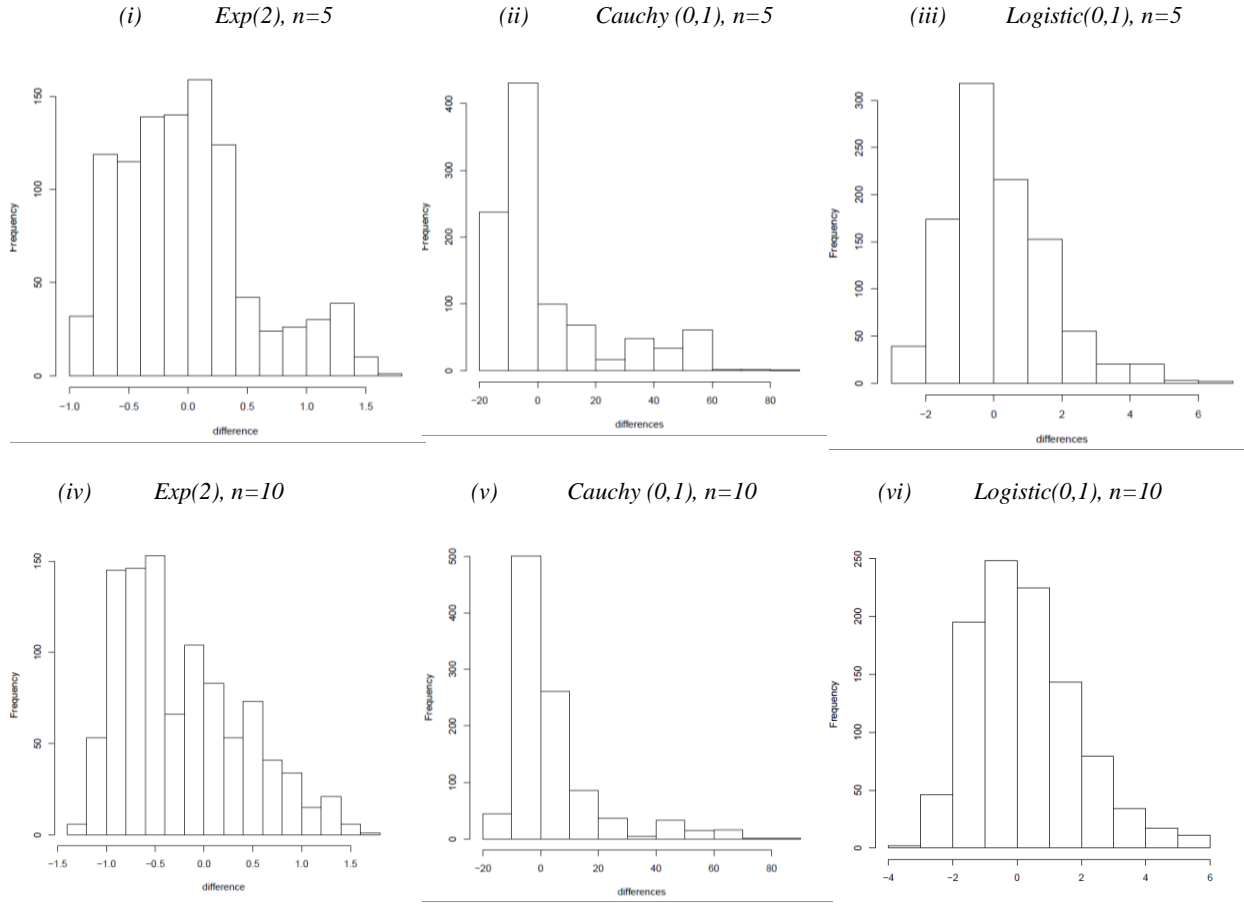 (i) Exp(2), n=5
(ii) Cauchy (0,1), n=5
(iii) Logistic(0,1), n=5
Frequency
0 50 100 150
−1.0 −0.5 0.0 0.5 1.0 1.5
difference
Frequency
0 100 200 300 400
−20 0 20 40 60 80
differences
Frequency
0 50 100 150 200 250 300
−2 0 2 4 6
differences
(iv) Exp(2), n=10
(v) Cauchy (0,1), n=10
(vi) Logistic(0,1), n=10
Frequency
0 50 100 150
−1.5 −1.0 −0.5 0.0 0.5 1.0 1.5
difference
Frequency
0 100 200 300 400 500
−20 0 20 40 60 80
differences
Frequency
0 50 100 150 200 250
−4 −2 0 2 4 6